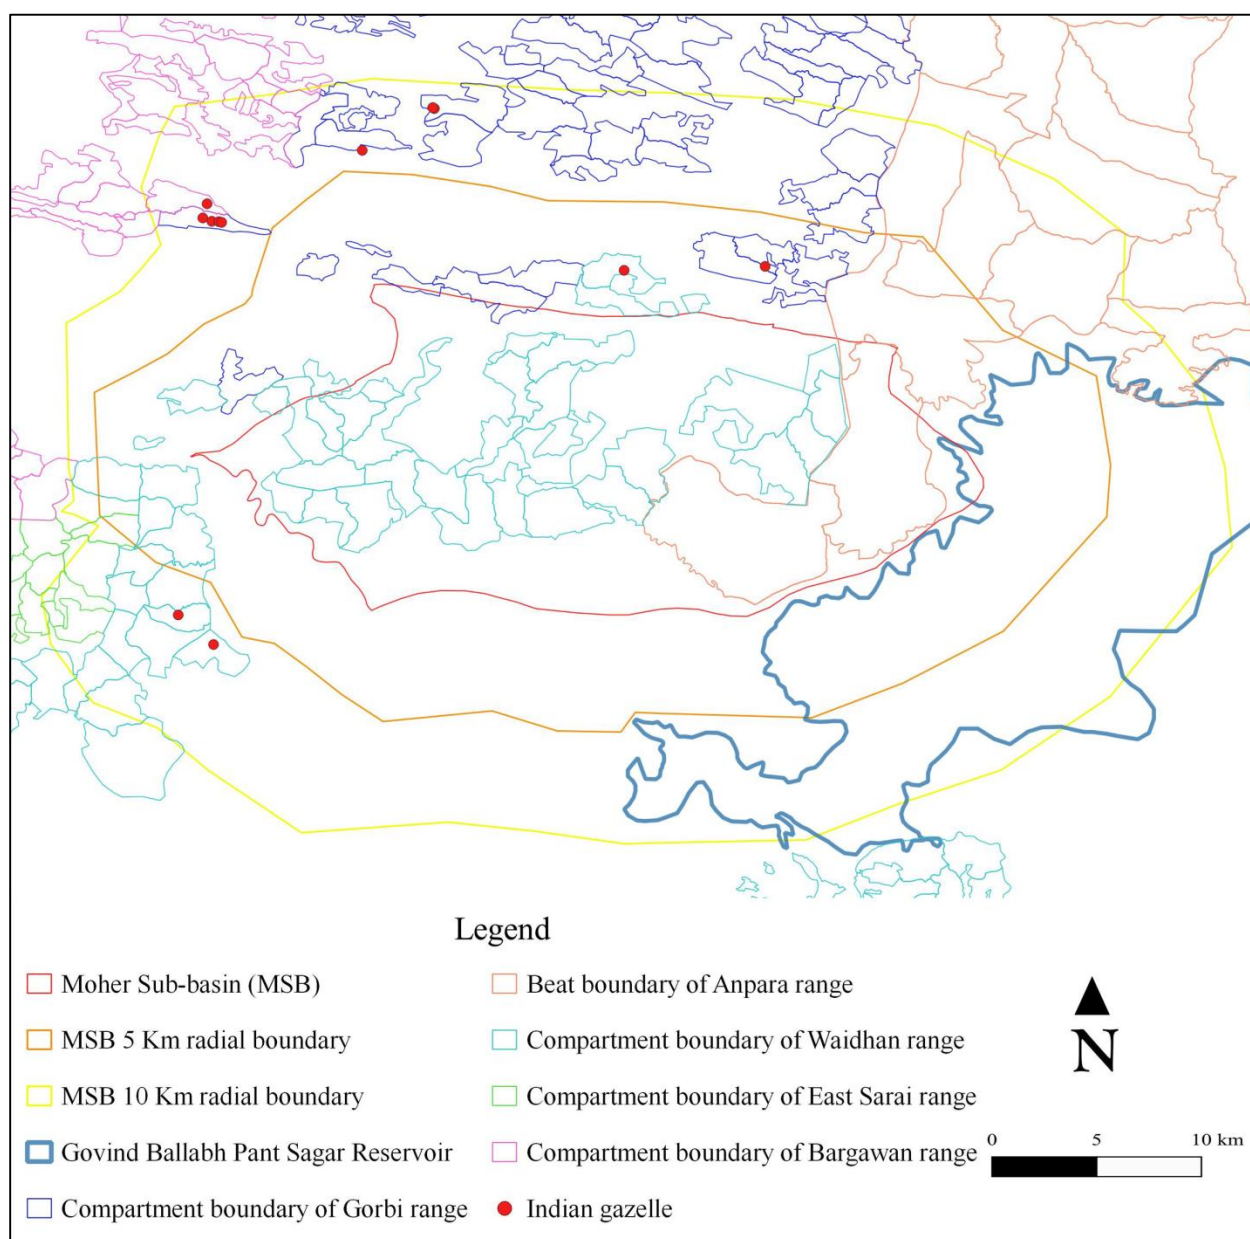 Legend
Moher Sub-basin (MSB)
MSB 5 Km radial boundary
MSB 10 Km radial boundary
Govind Ballabh Pant Sagar Reservoir
Compartment boundary of Gorbi range
Beat boundary of Anpara range
Compartment boundary of Waidhan range
Compartment boundary of East Sarai range
Compartment boundary of Bargawan range
Indian gazelle
N
0 5 10 km